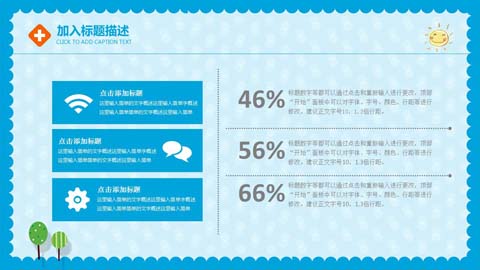 加入标题描述
CLICK TO ADD CAPTION TEXT
点击添加标题
这里输入简单的文字概述这里输入简单字概述
这里输入简单简单的文字概述这里输入简单
点击添加标题
这里输入简单的文字概述这里输入简单字概述
这里输入简单简单的文字概述这里输入简单
点击添加标题
这里输入简单的文字概述这里输入简单字概述
这里输入简单简单的文字概述这里输入简单
46%
标题数字等都可以通过点击和重新输入进行更改，顶部
“开始”面板中可以对字体、字号、颜色、行距等进行
修改。建议正文字号10，1.3倍行距。
56%
标题数字等都可以通过点击和重新输入进行更改，顶部
“开始”面板中可以对字体、字号、颜色、行距等进行
修改。建议正文字号10，1.3倍行距。
66%
标题数字等都可以通过点击和重新输入进行更改，顶部
“开始”面板中可以对字体、字号、颜色、行距等进行
修改。建议正文字号10，1.3倍行距。